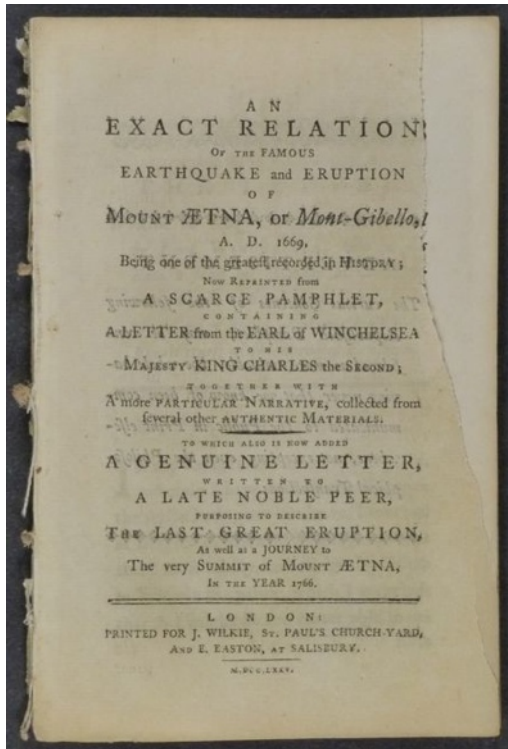 AN
EXACT RELATION
Of the FAMOUS
EARTHQUAKE and ERUPTION
OF
Mount ÆTNA, or Mont-Gibello,
A. D. 1669,
Being one of the greatest recorded in History;
Now Reprinted from
A SCARCE PAMPHLET,
CONTAINING
A LETTER from the EARL of WINCHELSEA
TO HIS
Majesty KING CHARLES the Second;
TOGETHER WITH
A more particular Narrative, collected from
several other authentic Materials.
TO WHICH ALSO IS NOW ADDED
A GENUINE LETTER,
WRITTEN TO
A LATE NOBLE PEER,
PURPOSING TO DESCRIBE
The LAST GREAT ERUPTION,
As well as a JOURNEY to
The very Summit of Mount ÆTNA,
In the YEAR 1766.
LONDON:
PRINTED FOR J. WILKIE, St. PAUL'S CHURCH-YARD,
And E. EASTON, at SALISBURY.
M.DCC.LXXV.